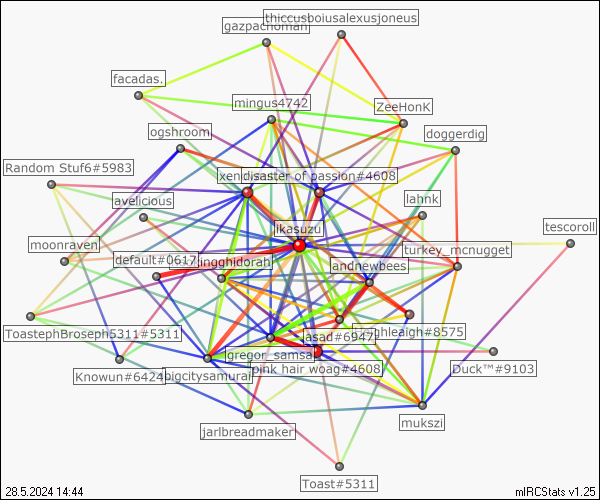 thiccusboiusalexusjoneus
gazpachoman
facadas.
mingus4742
ZeeHonK
ogshroom
doggerdig
Random Stuf6#5983
xendisaster of passion#4608
avelicious
lahnk
ikasuzu
tescoroll
moonraven
default#0617
ingghidorah
andnewbees
turkey_mcnugget
ToastephBroseph5311#5311
asad#6947
ghleaigh#8575
gregor_samsa
Knowun#6424
bigcitysamurai
pink hair woag#4608
Duck™#9103
mukszi
jarlbreadmaker
Toast#5311
28.5.2024 14:44
mIRCStats v1.25